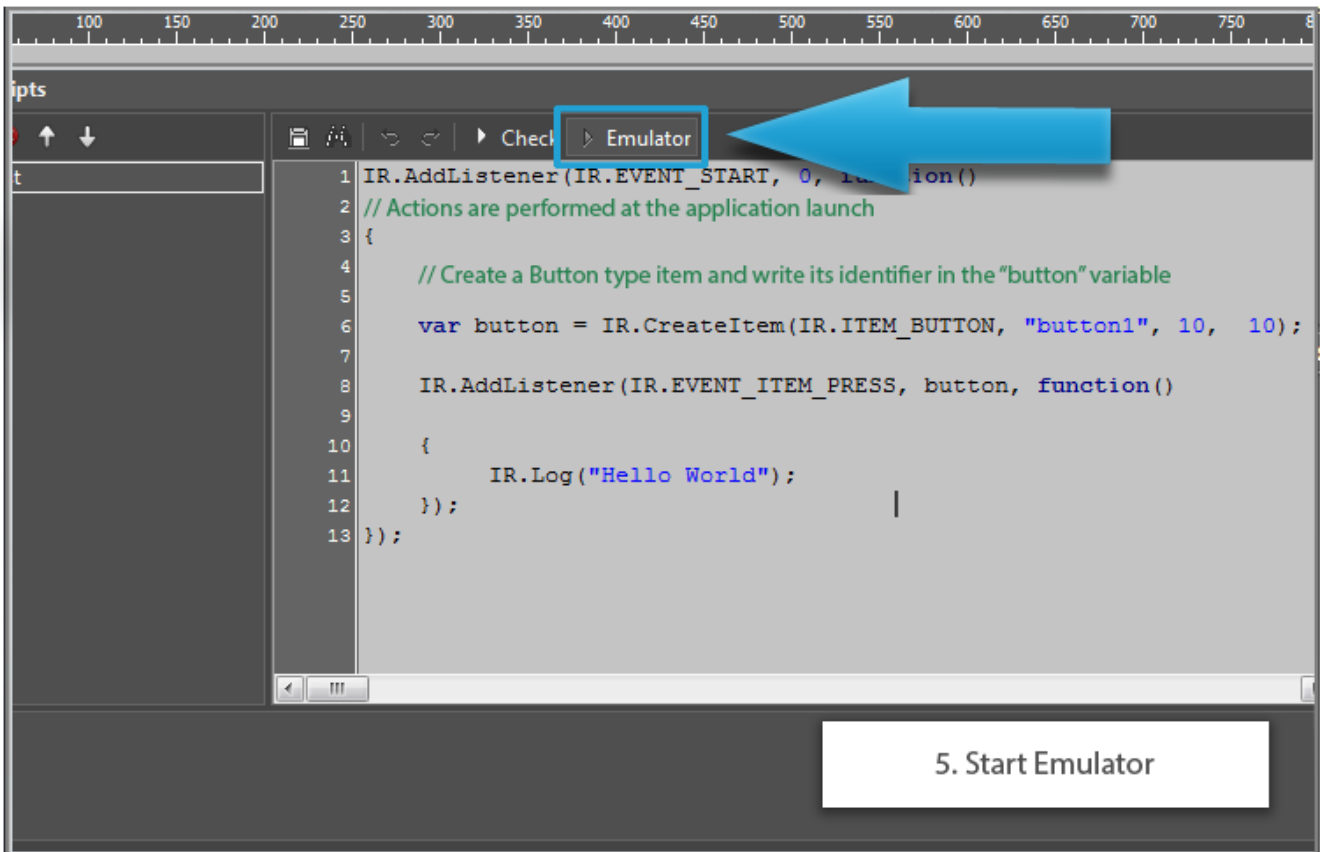 100 150 200 250 300 350 400 450 500 550 600 650 700 750
ipts
Check Emulator
t
1 IR.AddListener(IR.EVENT_START, 0, function()
2 // Actions are performed at the application launch
3 {
4 // Create a Button type item and write its identifier in the “button” variable
5
6 var button = IR.CreateItem(IR.ITEM_BUTTON, "button1", 10, 10);
7
8 IR.AddListener(IR.EVENT_ITEM_PRESS, button, function()
9
10 {
11 IR.Log("Hello World");
12 });
13 });
5. Start Emulator